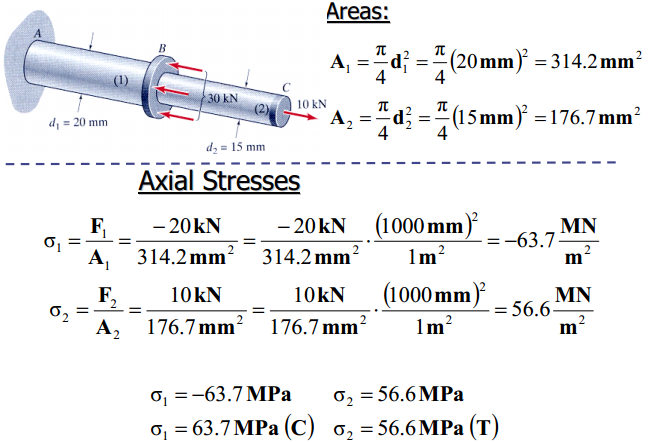 Areas:
A
B
C
(1)
(2)
30 kN
10 kN
d₁ = 20 mm
d₂ = 15 mm
A₁ = π/4 d₁² = π/4 (20 mm)² = 314.2 mm²
A₂ = π/4 d₂² = π/4 (15 mm)² = 176.7 mm²
Axial Stresses
σ₁ = F₁/A₁ = −20 kN/314.2 mm² = −20 kN/314.2 mm² · (1000 mm)²/1 m² = −63.7 MN/m²
σ₂ = F₂/A₂ = 10 kN/176.7 mm² = 10 kN/176.7 mm² · (1000 mm)²/1 m² = 56.6 MN/m²
σ₁ = −63.7 MPa σ₂ = 56.6 MPa
σ₁ = 63.7 MPa (C) σ₂ = 56.6 MPa (T)